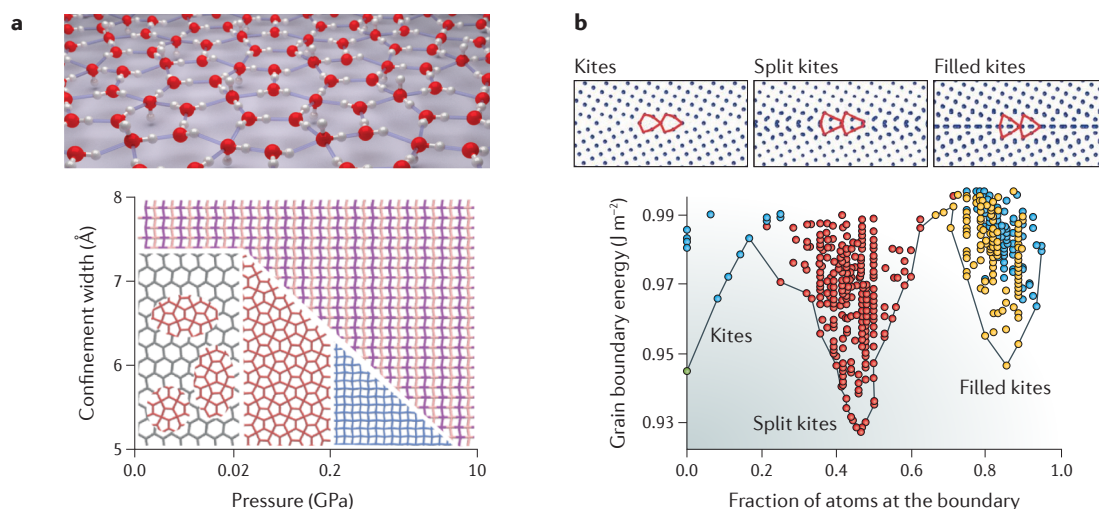 a
8
7
6
5
Confinement width (Å)
0.0
0.02
0.2
10
Pressure (GPa)
b
Kites
Split kites
Filled kites
0.99
0.97
0.95
0.93
Grain boundary energy (J m⁻²)
Kites
Split kites
Filled kites
0.0
0.2
0.4
0.6
0.8
1.0
Fraction of atoms at the boundary